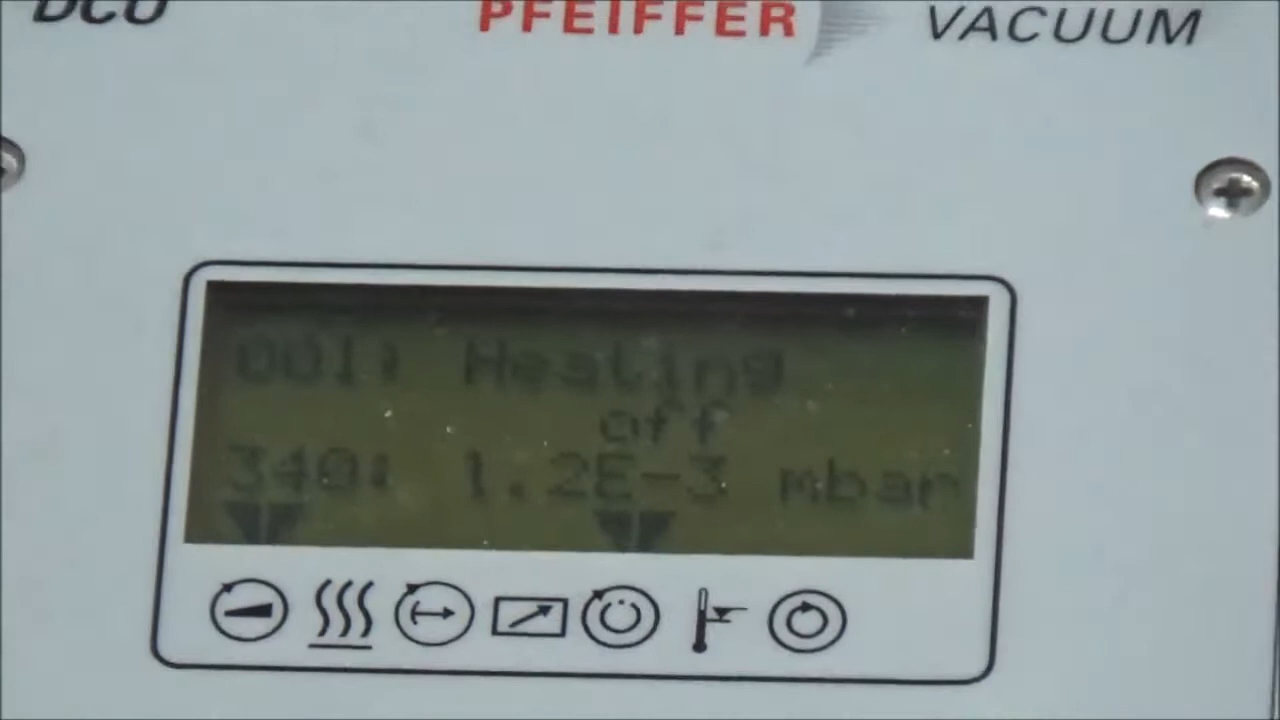 DCU PFEIFFER VACUUM
001: Heating
off
340: 1.2E-3 mbar